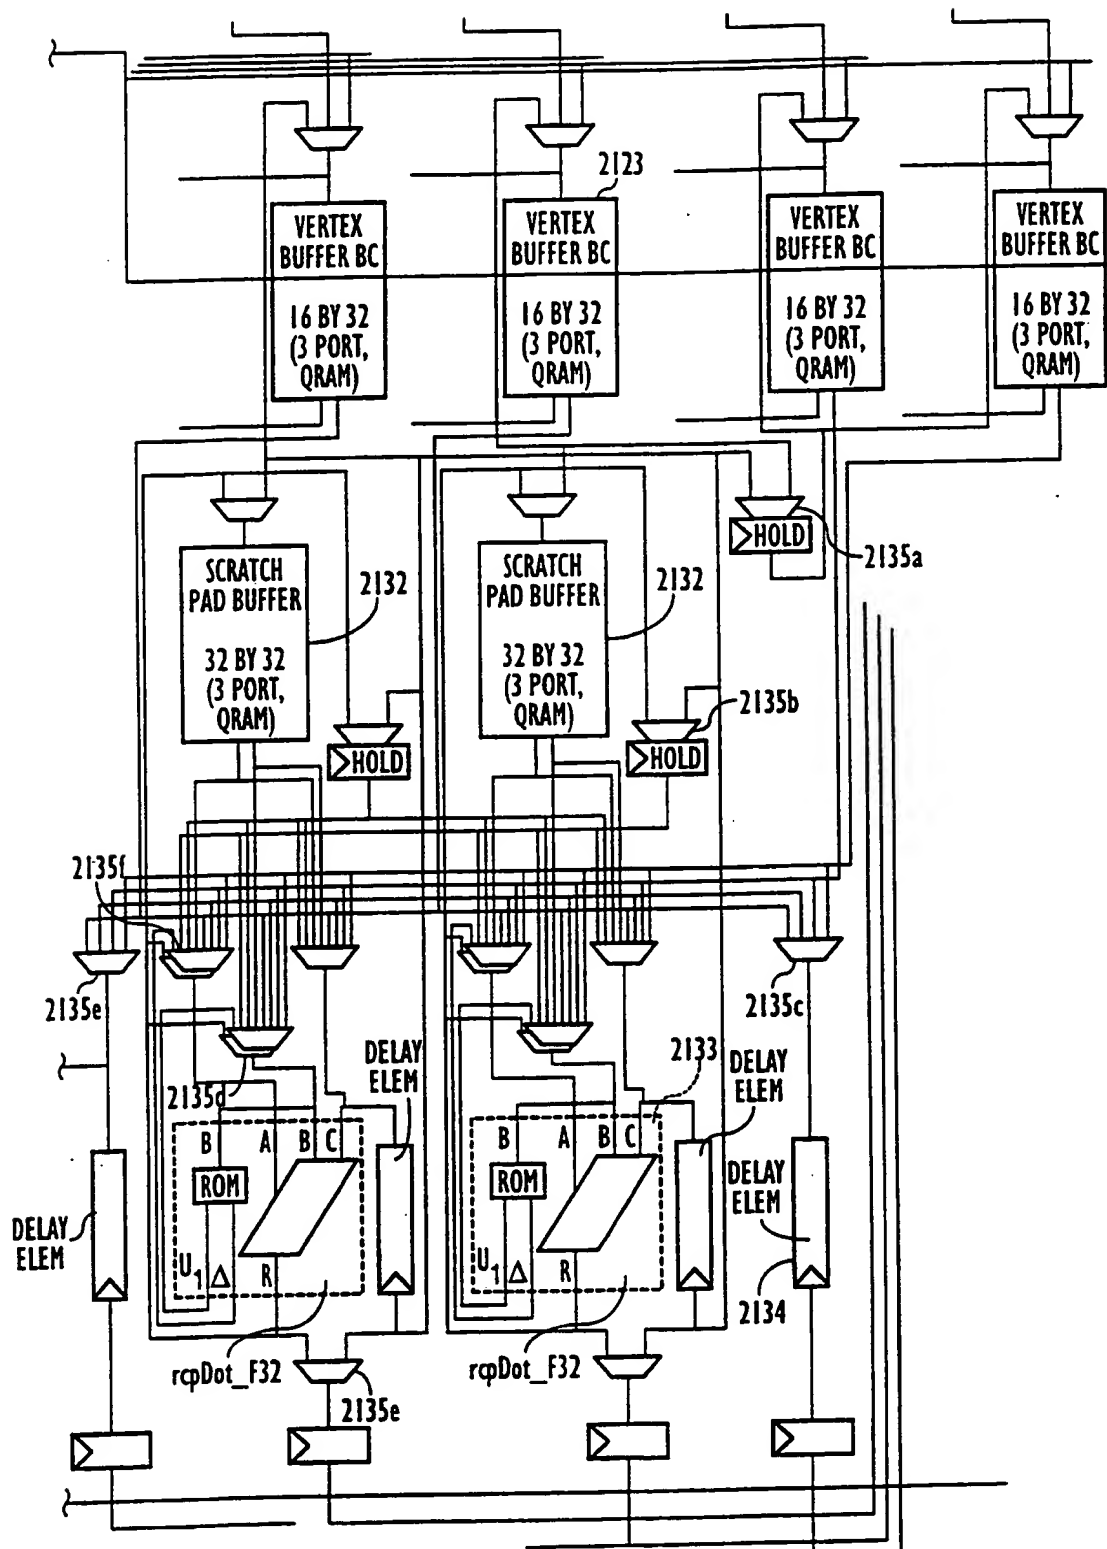 2123
VERTEX
BUFFER BC
16 BY 32
(3 PORT,
QRAM)
VERTEX
BUFFER BC
16 BY 32
(3 PORT,
QRAM)
VERTEX
BUFFER BC
16 BY 32
(3 PORT,
QRAM)
VERTEX
BUFFER BC
16 BY 32
(3 PORT,
QRAM)
HOLD
2135a
SCRATCH
PAD BUFFER
32 BY 32
(3 PORT,
QRAM)
2132
SCRATCH
PAD BUFFER
32 BY 32
(3 PORT,
QRAM)
2132
2135b
HOLD
HOLD
2135f
2135e
2135c
2135d
DELAY
ELEM
2133
DELAY
ELEM
B A B C
ROM
U1 Δ R
B A B C
ROM
U1 Δ R
DELAY
ELEM
DELAY
ELEM
2134
rcpDot_F32
rcpDot_F32
2135e